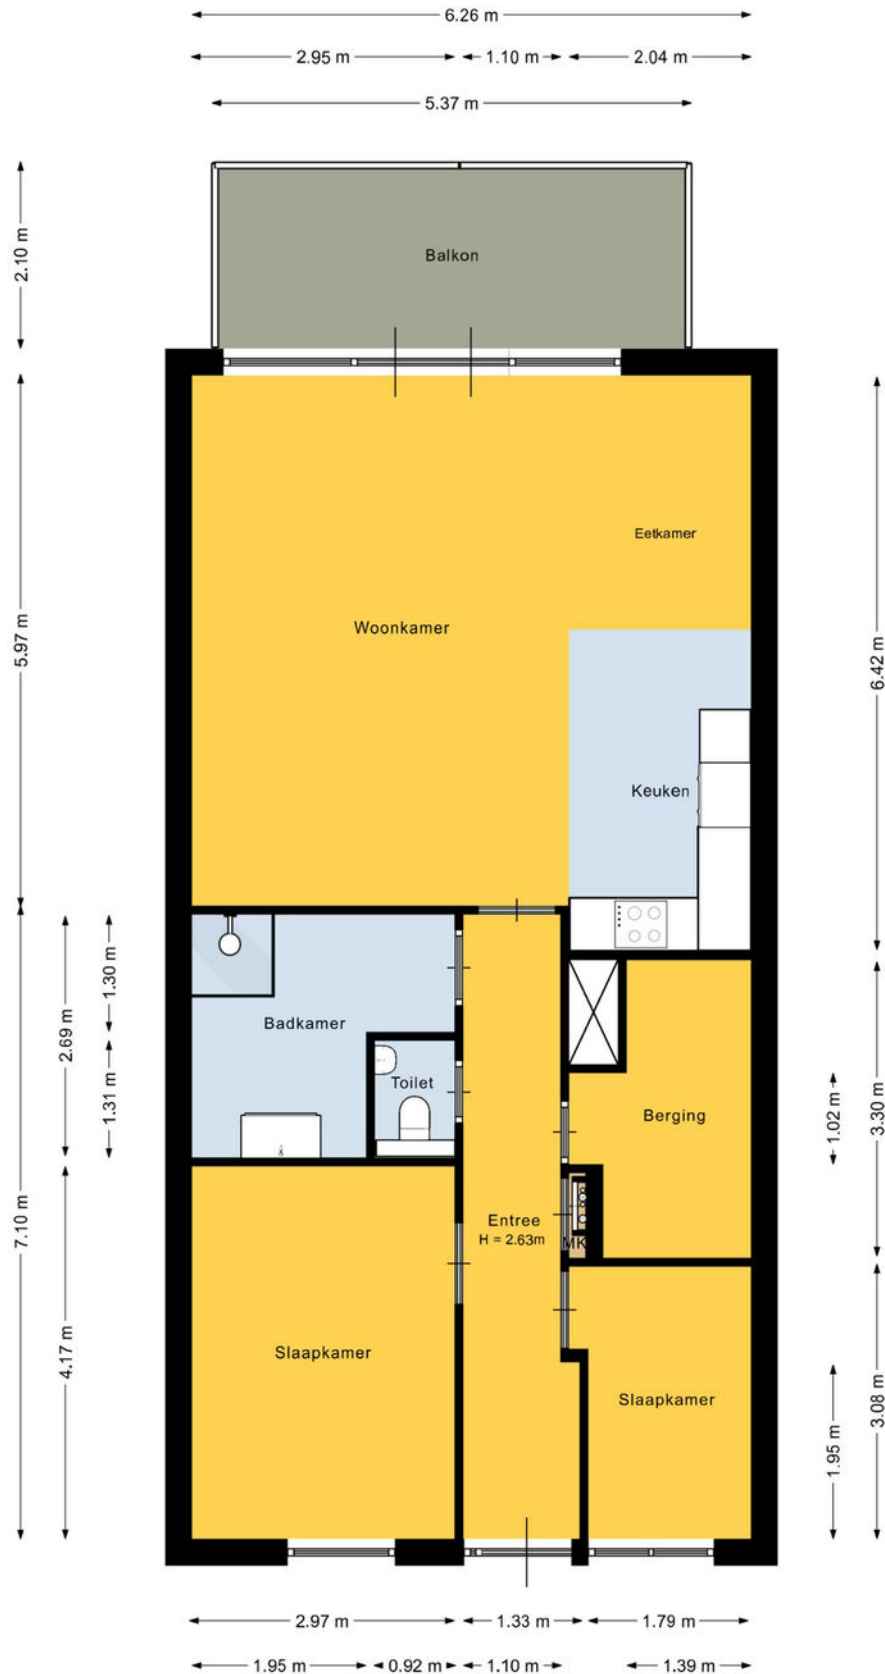 6.26 m
2.95 m
1.10 m
2.04 m
5.37 m
2.10 m
Balkon
5.97 m
6.42 m
Eetkamer
Woonkamer
Keuken
1.30 m
2.69 m
1.31 m
Badkamer
Toilet
Berging
1.02 m
3.30 m
7.10 m
Entree
H = 2.63m
MK
4.17 m
Slaapkamer
Slaapkamer
1.95 m
3.08 m
2.97 m
1.33 m
1.79 m
1.95 m
0.92 m
1.10 m
1.39 m